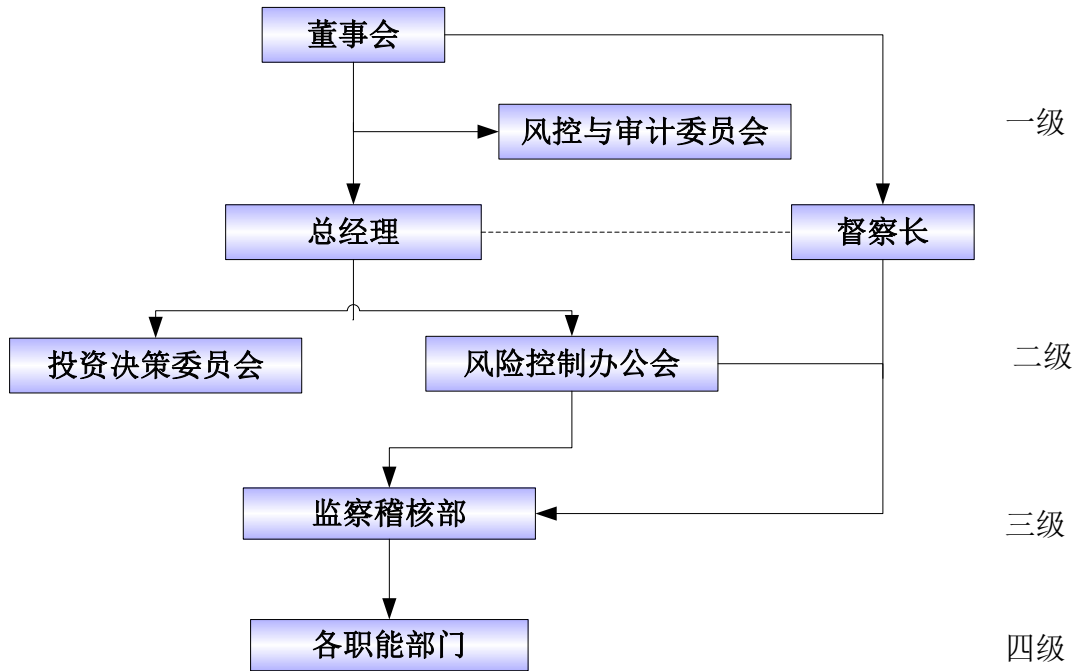 董事会
风控与审计委员会
一级
总经理
督察长
投资决策委员会
风险控制办公会
二级
监察稽核部
三级
各职能部门
四级